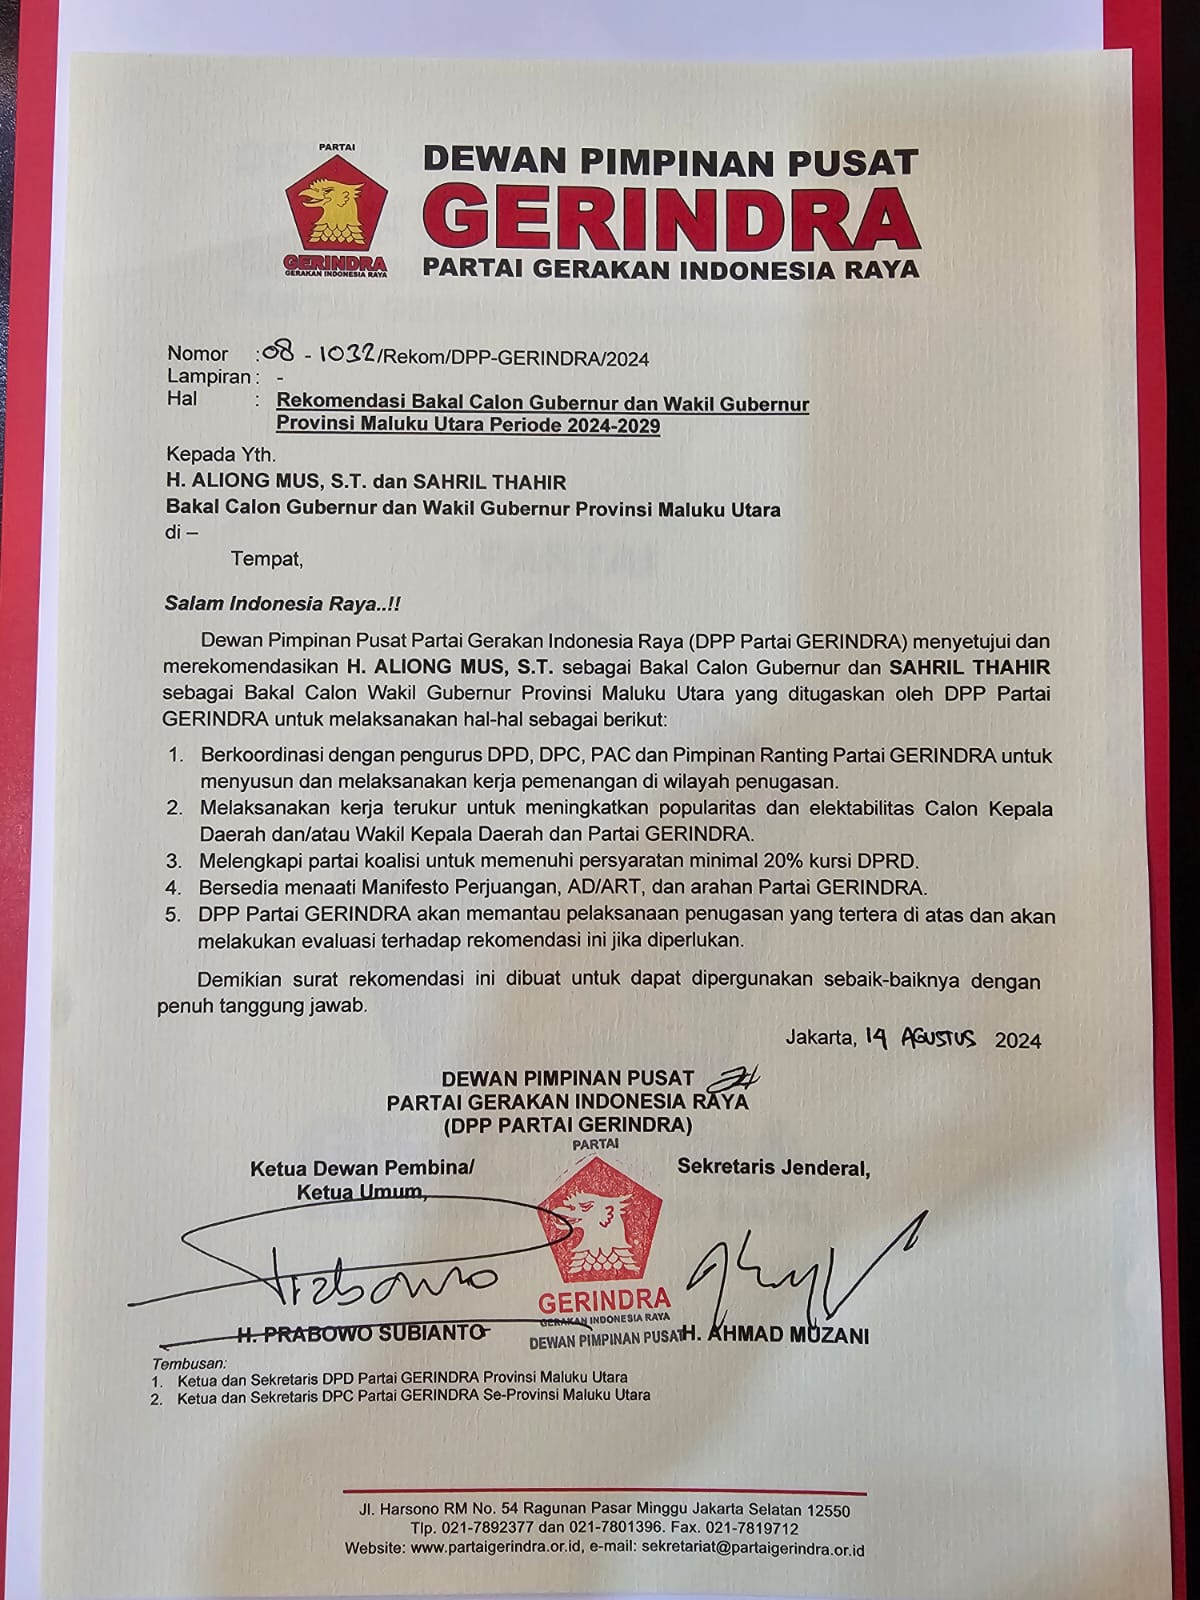 PARTAI
GERINDRA
GERAKAN INDONESIA RAYA
DEWAN PIMPINAN PUSAT
GERINDRA
PARTAI GERAKAN INDONESIA RAYA
Nomor : 08 - 1032/Rekom/DPP-GERINDRA/2024
Lampiran : -
Hal : Rekomendasi Bakal Calon Gubernur dan Wakil Gubernur
Provinsi Maluku Utara Periode 2024-2029
Kepada Yth.
H. ALIONG MUS, S.T. dan SAHRIL THAHIR
Bakal Calon Gubernur dan Wakil Gubernur Provinsi Maluku Utara
di –
Tempat,
Salam Indonesia Raya..!!
Dewan Pimpinan Pusat Partai Gerakan Indonesia Raya (DPP Partai GERINDRA) menyetujui dan
merekomendasikan H. ALIONG MUS, S.T. sebagai Bakal Calon Gubernur dan SAHRIL THAHIR
sebagai Bakal Calon Wakil Gubernur Provinsi Maluku Utara yang ditugaskan oleh DPP Partai
GERINDRA untuk melaksanakan hal-hal sebagai berikut:
1. Berkoordinasi dengan pengurus DPD, DPC, PAC dan Pimpinan Ranting Partai GERINDRA untuk
menyusun dan melaksanakan kerja pemenangan di wilayah penugasan.
2. Melaksanakan kerja terukur untuk meningkatkan popularitas dan elektabilitas Calon Kepala
Daerah dan/atau Wakil Kepala Daerah dan Partai GERINDRA.
3. Melengkapi partai koalisi untuk memenuhi persyaratan minimal 20% kursi DPRD.
4. Bersedia menaati Manifesto Perjuangan, AD/ART, dan arahan Partai GERINDRA.
5. DPP Partai GERINDRA akan memantau pelaksanaan penugasan yang tertera di atas dan akan
melakukan evaluasi terhadap rekomendasi ini jika diperlukan.
Demikian surat rekomendasi ini dibuat untuk dapat dipergunakan sebaik-baiknya dengan
penuh tanggung jawab.
Jakarta, 14 AGUSTUS 2024
DEWAN PIMPINAN PUSAT
PARTAI GERAKAN INDONESIA RAYA
(DPP PARTAI GERINDRA)
Ketua Dewan Pembina/
Ketua Umum,
Sekretaris Jenderal,
PARTAI
GERINDRA
GERAKAN INDONESIA RAYA
DEWAN PIMPINAN PUSAT
Prabowo
H. PRABOWO SUBIANTO
H. AHMAD MUZANI
Tembusan:
1. Ketua dan Sekretaris DPD Partai GERINDRA Provinsi Maluku Utara
2. Ketua dan Sekretaris DPC Partai GERINDRA Se-Provinsi Maluku Utara
Jl. Harsono RM No. 54 Ragunan Pasar Minggu Jakarta Selatan 12550
Tlp. 021-7892377 dan 021-7801396. Fax. 021-7819712
Website: www.partaigerindra.or.id, e-mail: sekretariat@partaigerindra.or.id